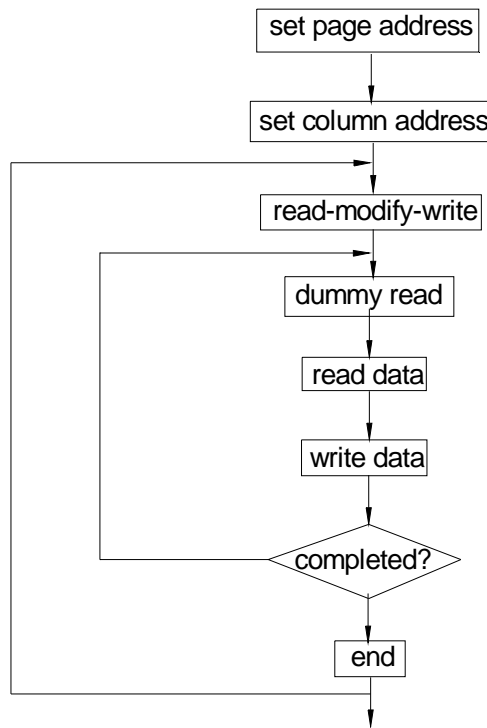 set page address
set column address
read-modify-write
dummy read
read data
write data
completed?
end